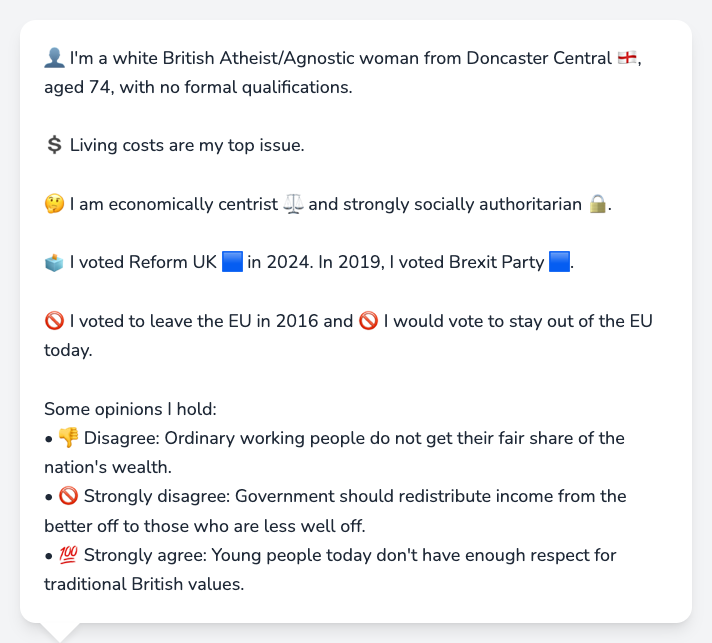 👤 I'm a white British Atheist/Agnostic woman from Doncaster Central 🏴󠁧󠁢󠁥󠁮󠁧󠁿,
aged 74, with no formal qualifications.
💲 Living costs are my top issue.
🤔 I am economically centrist ⚖️ and strongly socially authoritarian 🔒.
🗳️ I voted Reform UK 🟦 in 2024. In 2019, I voted Brexit Party 🟦.
🚫 I voted to leave the EU in 2016 and 🚫 I would vote to stay out of the EU
today.
Some opinions I hold:
• 👎 Disagree: Ordinary working people do not get their fair share of the
nation's wealth.
• 🚫 Strongly disagree: Government should redistribute income from the
better off to those who are less well off.
• 💯 Strongly agree: Young people today don't have enough respect for
traditional British values.